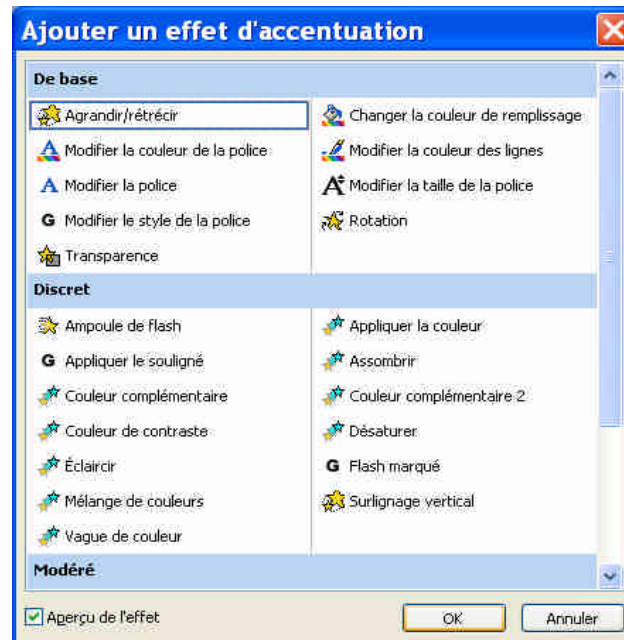 Ajouter un effet d'accentuation
De base
Agrandir/rétrécir
Changer la couleur de remplissage
Modifier la couleur de la police
Modifier la couleur des lignes
Modifier la police
Modifier la taille de la police
G Modifier le style de la police
Rotation
Transparence
Discret
Ampoule de flash
Appliquer la couleur
G Appliquer le souligné
Assombrir
Couleur complémentaire
Couleur complémentaire 2
Couleur de contraste
Désaturer
Éclaircir
G Flash marqué
Mélange de couleurs
Surlignage vertical
Vague de couleur
Modéré
Aperçu de l'effet
OK
Annuler